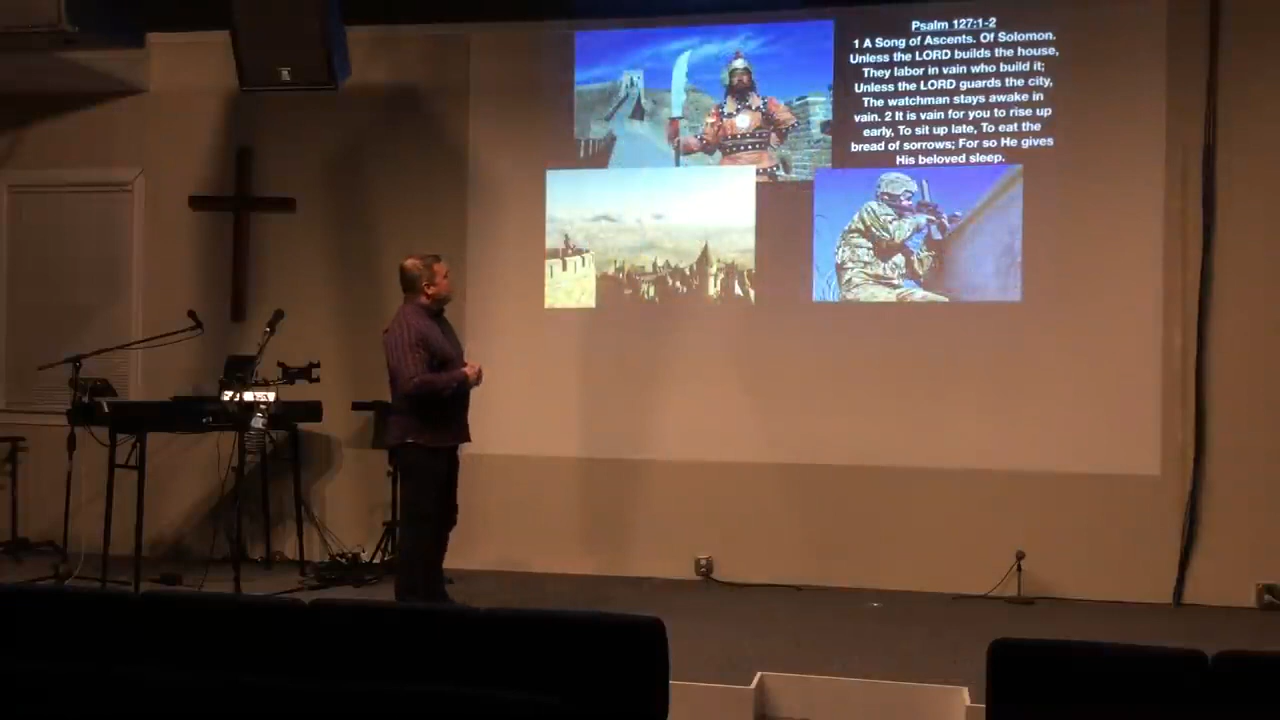 Psalm 127:1-2
1 A Song of Ascents. Of Solomon.
Unless the LORD builds the house,
They labor in vain who build it;
Unless the LORD guards the city,
The watchman stays awake in
vain. 2 It is vain for you to rise up
early, To sit up late, To eat the
bread of sorrows; For so He gives
His beloved sleep.